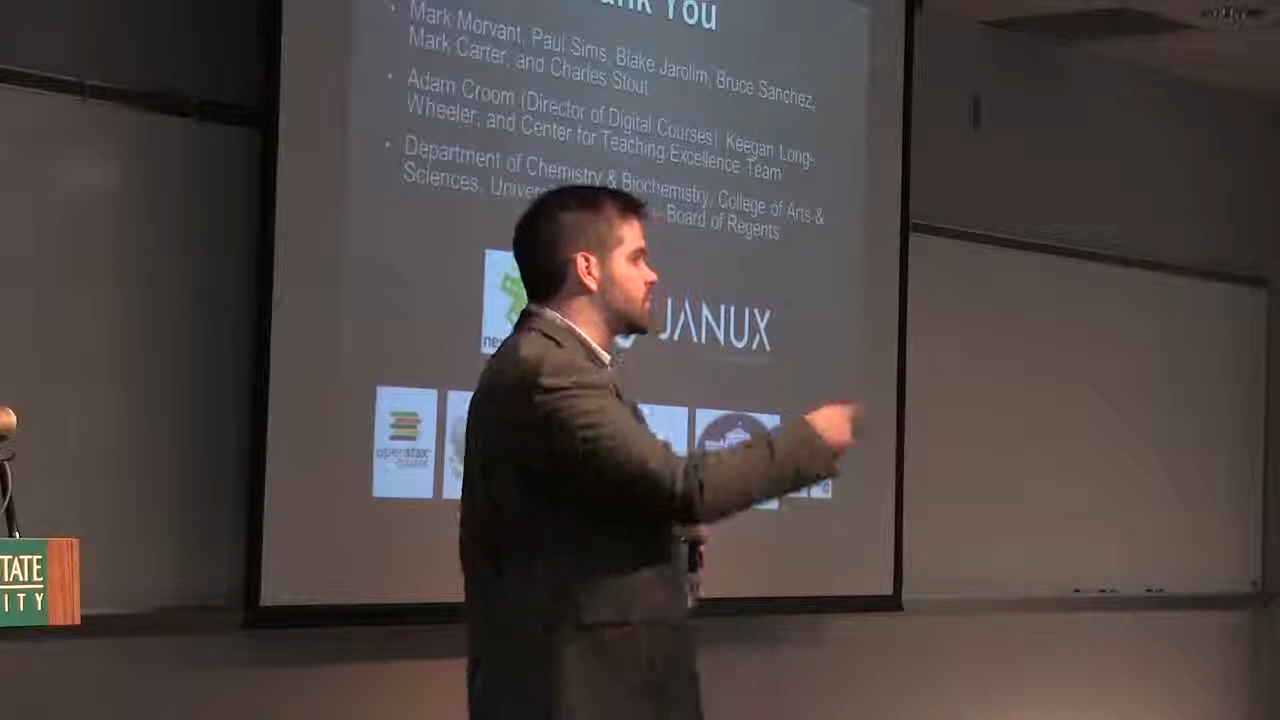 Thank You
Mark Morvant, Paul Sims, Blake Jarolim, Bruce Sanchez,
Mark Carter, and Charles Stout
Adam Croom (Director of Digital Courses), Keegan Long-
Wheeler, and Center for Teaching Excellence Team
Department of Chemistry & Biochemistry, College of Arts &
Sciences, Board of Regents
JANUX
openstax
TATE
ITY